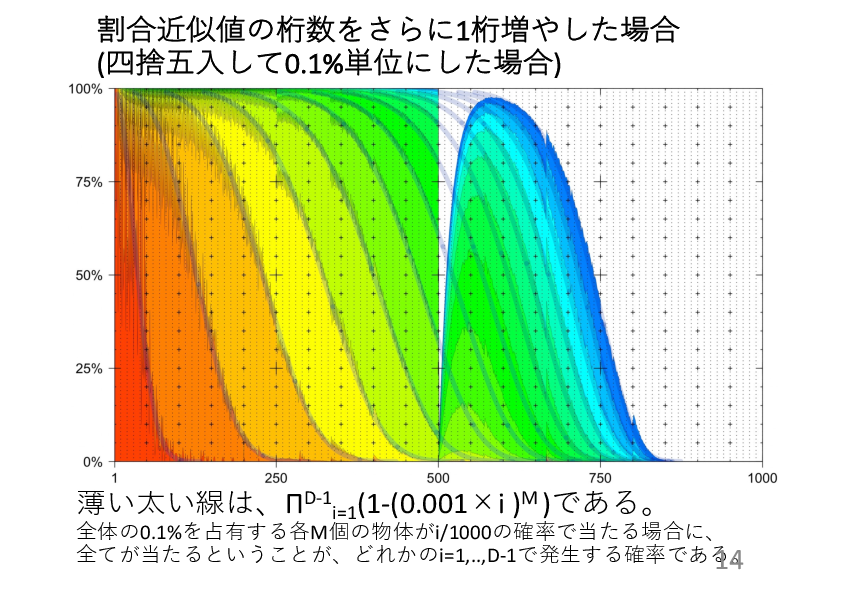 割合近似値の桁数をさらに1桁増やした場合
(四捨五入して0.1%単位にした場合)
100%
75%
50%
25%
0%
1 250 500 750 1000
薄い太い線は、ΠD-1i=1(1-(0.001×i )M )である。
全体の0.1%を占有する各M個の物体がi/1000の確率で当たる場合に、
全てが当たるということが、どれかのi=1,..,D-1で発生する確率である。
14